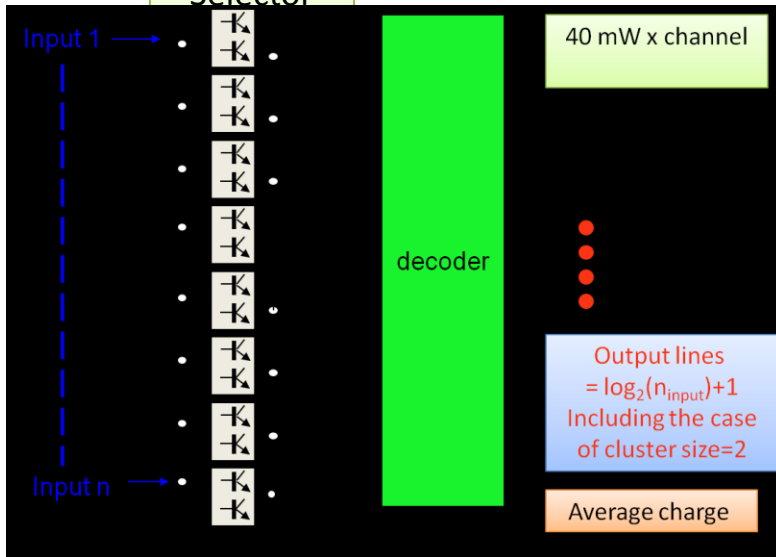 Selector
Input 1
40 mW x channel
decoder
Output lines
= log₂(nᵢₙₚᵤₜ)+1
Including the case
of cluster size=2
Input n
Average charge